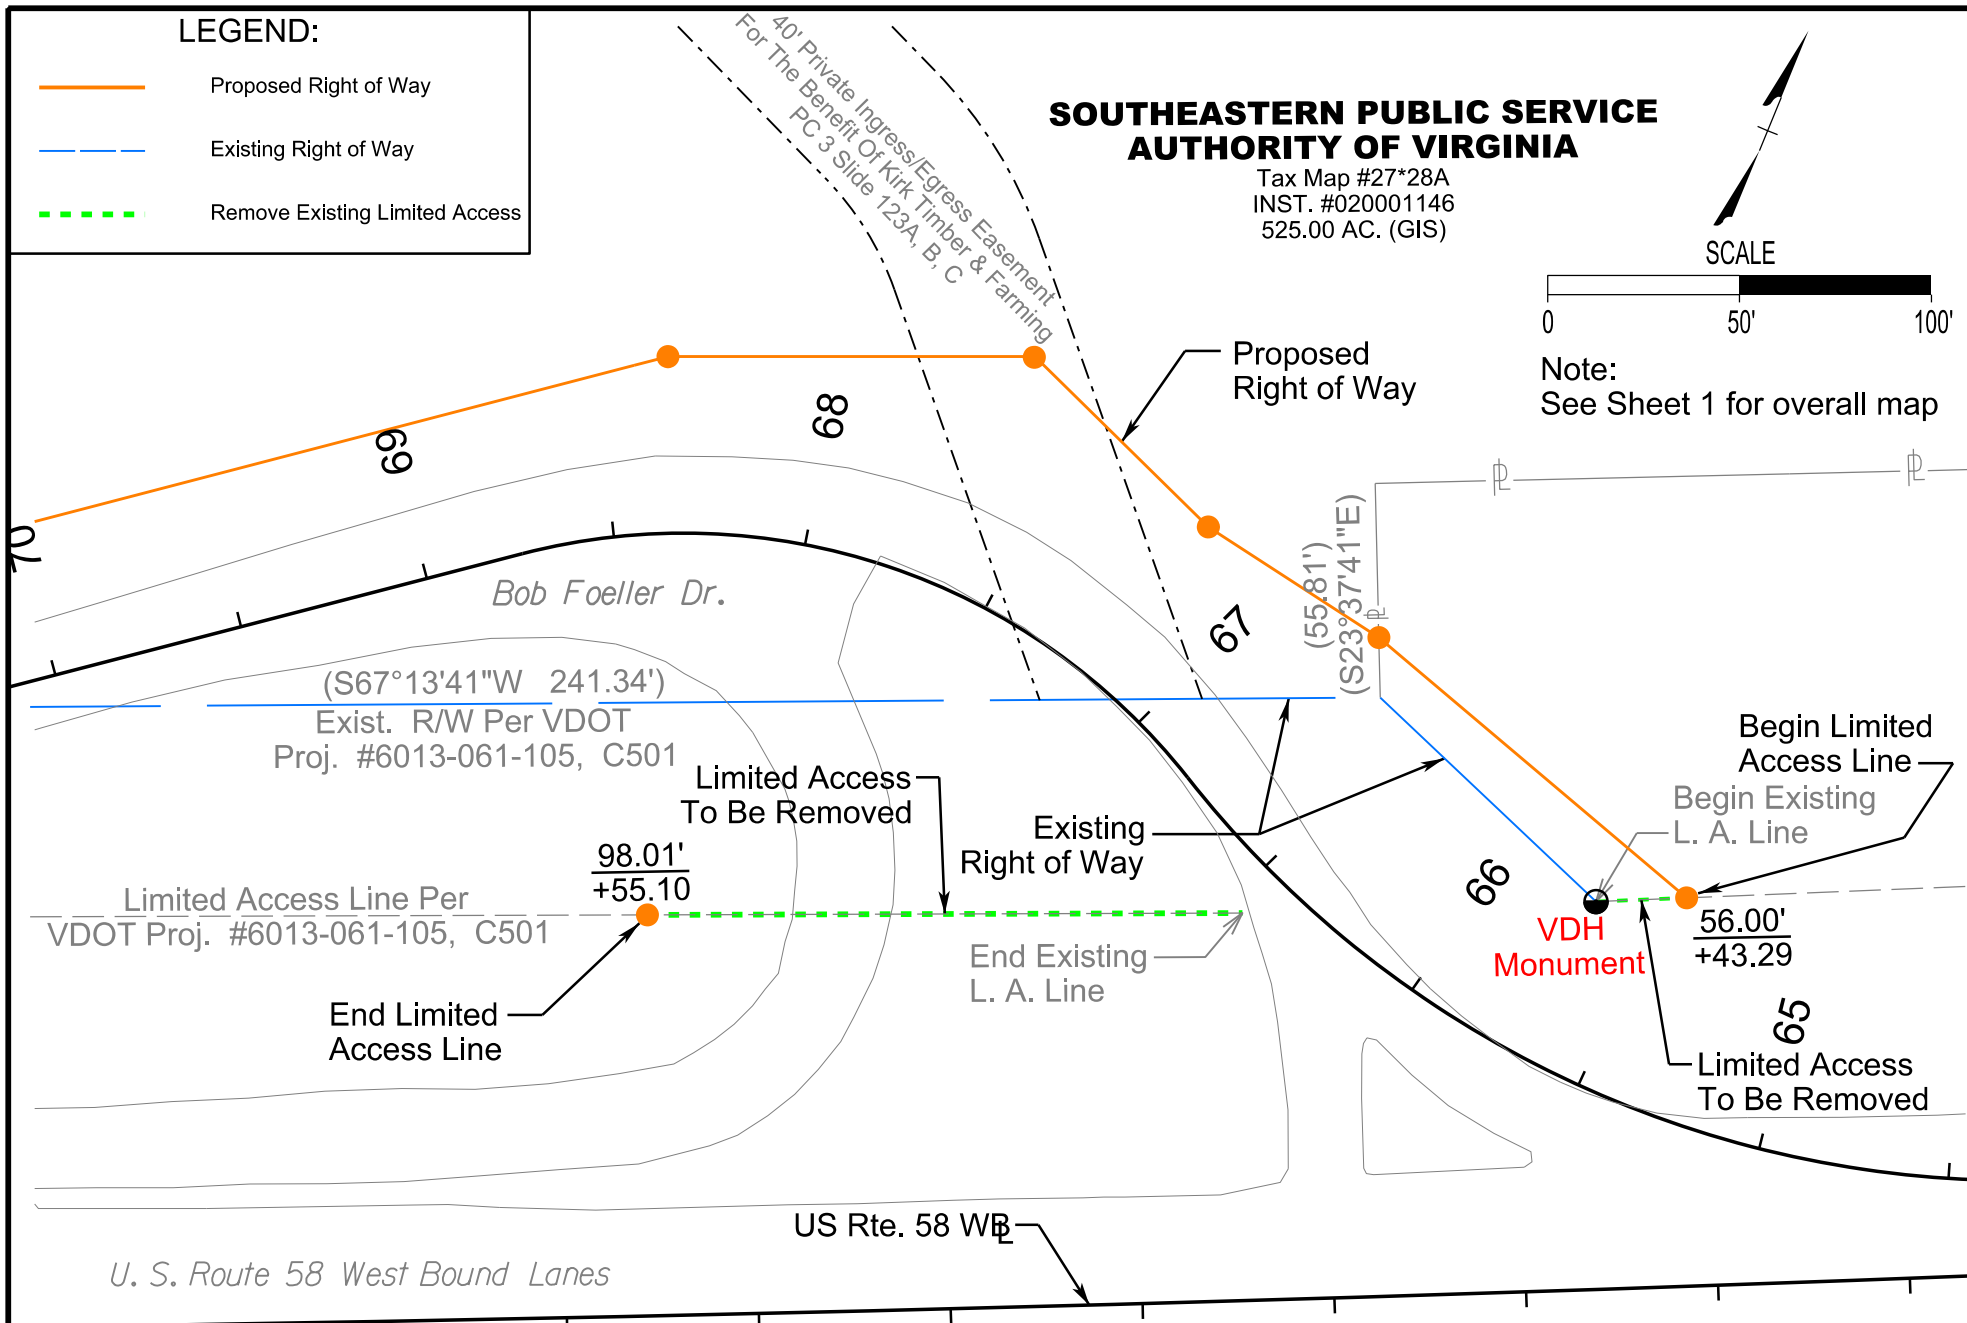 LEGEND:
Proposed Right of Way
Existing Right of Way
Remove Existing Limited Access
40' Private Ingress/Egress Easement
For The Benefit Of Kirk Timber & Farming
PC 3 Slide 123A, B, C
SOUTHEASTERN PUBLIC SERVICE
AUTHORITY OF VIRGINIA
Tax Map #27*28A
INST. #020001146
525.00 AC. (GIS)
SCALE
0 50' 100'
Note:
See Sheet 1 for overall map
Proposed
Right of Way
70
69
68
67
66
65
PL
PL
PL
(55.81')
(S23°37'41"E)
Bob Foeller Dr.
(S67°13'41"W 241.34')
Exist. R/W Per VDOT
Proj. #6013-061-105, C501
Limited Access
To Be Removed
Existing
Right of Way
Begin Limited
Access Line
Begin Existing
L. A. Line
98.01'
+55.10
Limited Access Line Per
VDOT Proj. #6013-061-105, C501
End Limited
Access Line
End Existing
L. A. Line
VDH
Monument
56.00'
+43.29
Limited Access
To Be Removed
US Rte. 58 WBL
U. S. Route 58 West Bound Lanes